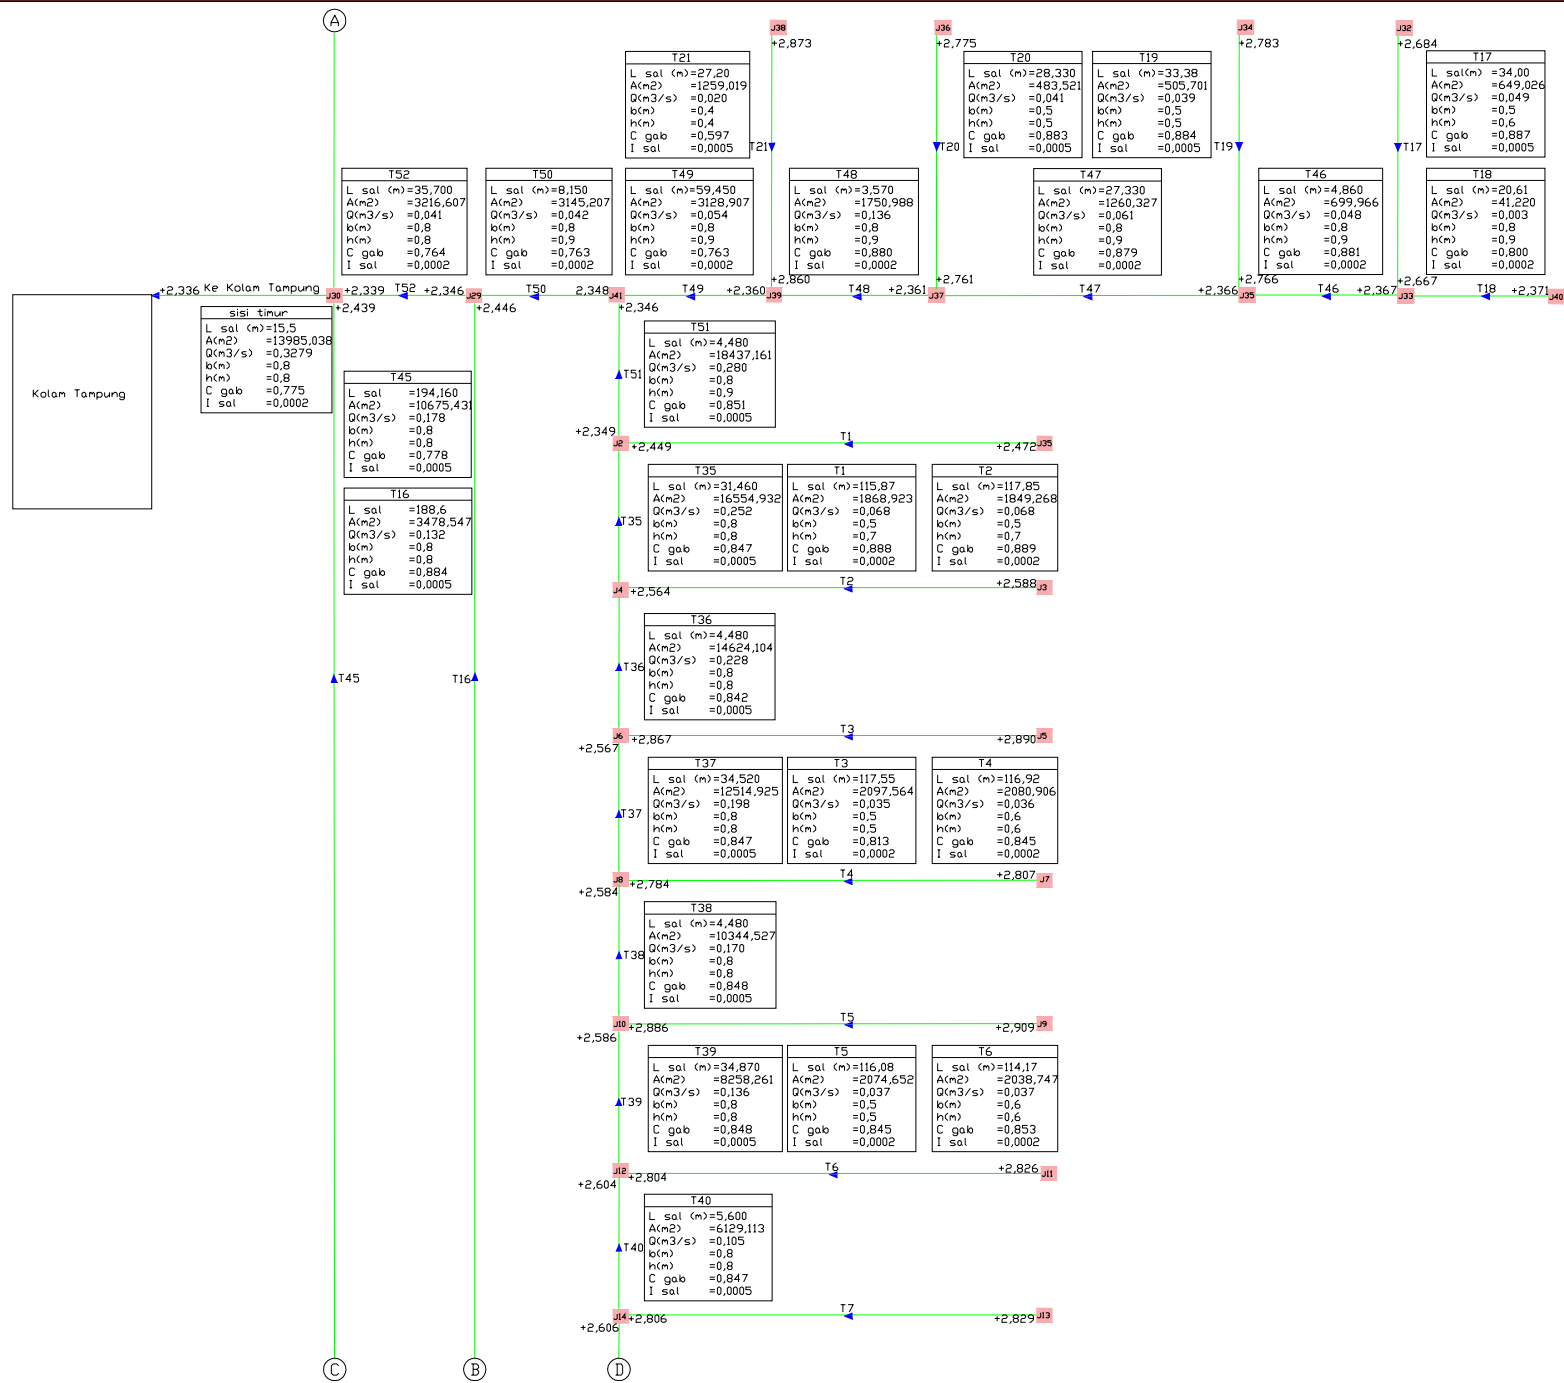 A
J38
+2,873
J36
+2,775
J34
+2,783
J32
+2,684
T21
L sal (m)=27,20
A(m2) =1259,019
Q(m3/s) =0,020
b(m) =0,4
h(m) =0,4
C gab =0,597
I sal =0,0005
T20
L sal (m)=28,330
A(m2) =483,521
Q(m3/s) =0,041
b(m) =0,5
h(m) =0,5
C gab =0,883
I sal =0,0005
T19
L sal (m)=33,38
A(m2) =505,701
Q(m3/s) =0,039
b(m) =0,5
h(m) =0,5
C gab =0,884
I sal =0,0005
T17
L sal(m) =34,00
A(m2) =649,026
Q(m3/s) =0,049
b(m) =0,5
h(m) =0,6
C gab =0,887
I sal =0,0005
T21
T20
T19
T17
T52
L sal (m)=35,700
A(m2) =3216,607
Q(m3/s) =0,041
b(m) =0,8
h(m) =0,8
C gab =0,764
I sal =0,0002
T50
L sal (m)=8,150
A(m2) =3145,207
Q(m3/s) =0,042
b(m) =0,8
h(m) =0,9
C gab =0,763
I sal =0,0002
T49
L sal (m)=59,450
A(m2) =3128,907
Q(m3/s) =0,054
b(m) =0,8
h(m) =0,9
C gab =0,763
I sal =0,0002
T48
L sal (m)=3,570
A(m2) =1750,988
Q(m3/s) =0,136
b(m) =0,8
h(m) =0,9
C gab =0,880
I sal =0,0002
T47
L sal (m)=27,330
A(m2) =1260,327
Q(m3/s) =0,061
b(m) =0,8
h(m) =0,9
C gab =0,879
I sal =0,0002
T46
L sal (m)=4,860
A(m2) =699,966
Q(m3/s) =0,048
b(m) =0,8
h(m) =0,9
C gab =0,881
I sal =0,0002
T18
L sal (m)=20,61
A(m2) =41,220
Q(m3/s) =0,003
b(m) =0,8
h(m) =0,9
C gab =0,800
I sal =0,0002
+2,860
+2,761
+2,766
+2,667
+2,336
Ke Kolam Tampung
J30
+2,339
T52
+2,346
J29
T50
2,348
J41
T49
+2,360
J39
T48
+2,361
J37
T47
+2,366
J35
T46
+2,367
J33
T18
+2,371
J40
+2,439
+2,446
+2,346
sisi timur
L sal (m)=15,5
A(m2) =13985,038
Q(m3/s) =0,3279
b(m) =0,8
h(m) =0,8
C gab =0,775
I sal =0,0002
Kolam Tampung
T51
L sal (m)=4,480
A(m2) =18437,161
Q(m3/s) =0,280
b(m) =0,8
h(m) =0,9
C gab =0,851
I sal =0,0005
T51
T45
L sal =194,160
A(m2) =10675,431
Q(m3/s) =0,178
b(m) =0,8
h(m) =0,8
C gab =0,778
I sal =0,0005
+2,349
J2
+2,449
T1
+2,472
J35
T16
L sal =188,6
A(m2) =3478,547
Q(m3/s) =0,132
b(m) =0,8
h(m) =0,8
C gab =0,884
I sal =0,0005
T35
L sal (m)=31,460
A(m2) =16554,932
Q(m3/s) =0,252
b(m) =0,8
h(m) =0,8
C gab =0,847
I sal =0,0005
T1
L sal (m)=115,87
A(m2) =1868,923
Q(m3/s) =0,068
b(m) =0,5
h(m) =0,7
C gab =0,888
I sal =0,0002
T2
L sal (m)=117,85
A(m2) =1849,268
Q(m3/s) =0,068
b(m) =0,5
h(m) =0,7
C gab =0,889
I sal =0,0002
T35
J4
+2,564
T2
+2,588
J3
T36
L sal (m)=4,480
A(m2) =14624,104
Q(m3/s) =0,228
b(m) =0,8
h(m) =0,8
C gab =0,842
I sal =0,0005
T36
T45
T16
J6
+2,567
+2,867
T3
+2,890
J5
T37
L sal (m)=34,520
A(m2) =12514,925
Q(m3/s) =0,198
b(m) =0,8
h(m) =0,8
C gab =0,847
I sal =0,0005
T3
L sal (m)=117,55
A(m2) =2097,564
Q(m3/s) =0,035
b(m) =0,5
h(m) =0,5
C gab =0,813
I sal =0,0002
T4
L sal (m)=116,92
A(m2) =2080,906
Q(m3/s) =0,036
b(m) =0,6
h(m) =0,6
C gab =0,845
I sal =0,0002
T37
J8
+2,584
+2,784
T4
+2,807
J7
T38
L sal (m)=4,480
A(m2) =10344,527
Q(m3/s) =0,170
b(m) =0,8
h(m) =0,8
C gab =0,848
I sal =0,0005
T38
J10
+2,586
+2,886
T5
+2,909
J9
T39
L sal (m)=34,870
A(m2) =8258,261
Q(m3/s) =0,136
b(m) =0,8
h(m) =0,8
C gab =0,848
I sal =0,0005
T5
L sal (m)=116,08
A(m2) =2074,652
Q(m3/s) =0,037
b(m) =0,5
h(m) =0,5
C gab =0,845
I sal =0,0002
T6
L sal (m)=114,17
A(m2) =2038,747
Q(m3/s) =0,037
b(m) =0,6
h(m) =0,6
C gab =0,853
I sal =0,0002
T39
J12
+2,604
+2,804
T6
+2,826
J11
T40
L sal (m)=5,600
A(m2) =6129,113
Q(m3/s) =0,105
b(m) =0,8
h(m) =0,8
C gab =0,847
I sal =0,0005
T40
J14
+2,606
+2,806
T7
+2,829
J13
C
B
D